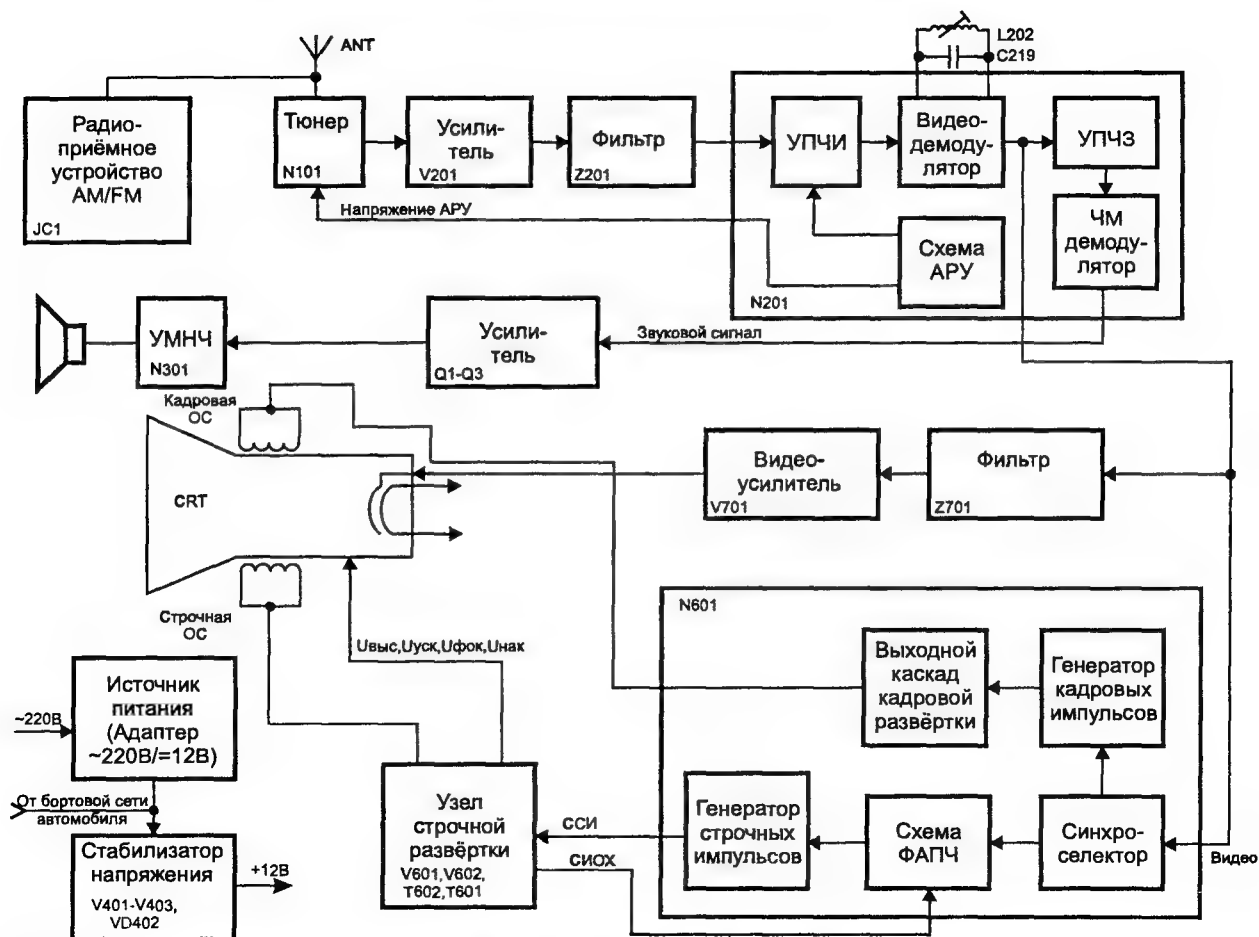 ANT
L202
C219
Радио-
приёмное
устройство
AM/FM
JC1
Тюнер
N101
Усили-
тель
V201
Фильтр
Z201
УПЧИ
Видео-
демоду-
лятор
УПЧЗ
Напряжение АРУ
Схема
АРУ
ЧМ
демоду-
лятор
N201
УМНЧ
N301
Усили-
тель
Q1-Q3
Звуковой сигнал
Кадровая
ОС
CRT
Видео-
усилитель
V701
Фильтр
Z701
Строчная
ОС
Uвыс,Uуск,Uфок,Uнак
N601
Выходной
каскад
кадровой
развёртки
Генератор
кадровых
импульсов
~220В
Источник
питания
(Адаптер
~220В/=12В)
От бортовой сети
автомобиля
Стабилизатор
напряжения
V401-V403,
VD402
+12В
Узел
строчной
развёртки
V601,V602,
T602,T601
ССИ
СИОХ
Генератор
строчных
импульсов
Схема
ФАПЧ
Синхро-
селектор
Видео